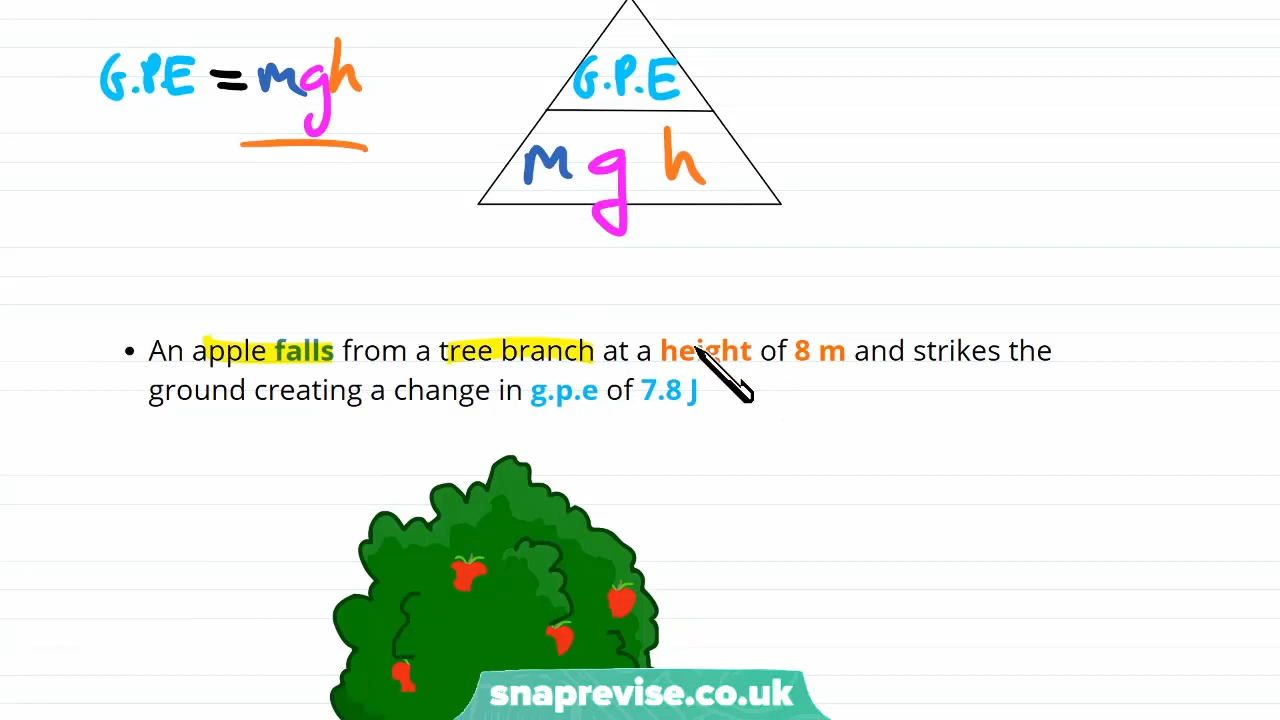 G.P.E = mgh
G.P.E
m g h
• An apple falls from a tree branch at a height of 8 m and strikes the
ground creating a change in g.p.e of 7.8 J
snaprevise.co.uk